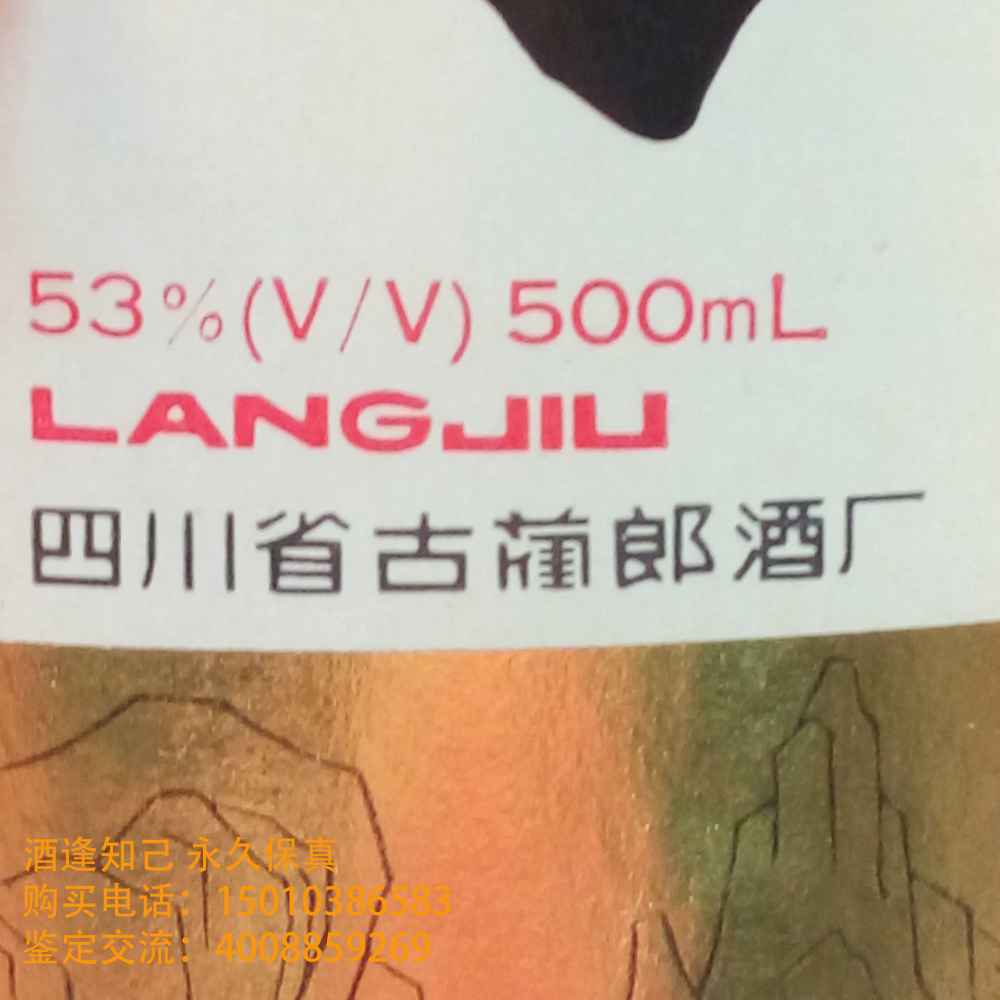 53%(V/V) 500mL
LANGJIU
四川省古蔺郎酒厂
酒逢知己 永久保真
购买电话：15010386583
鉴定交流：4008859269